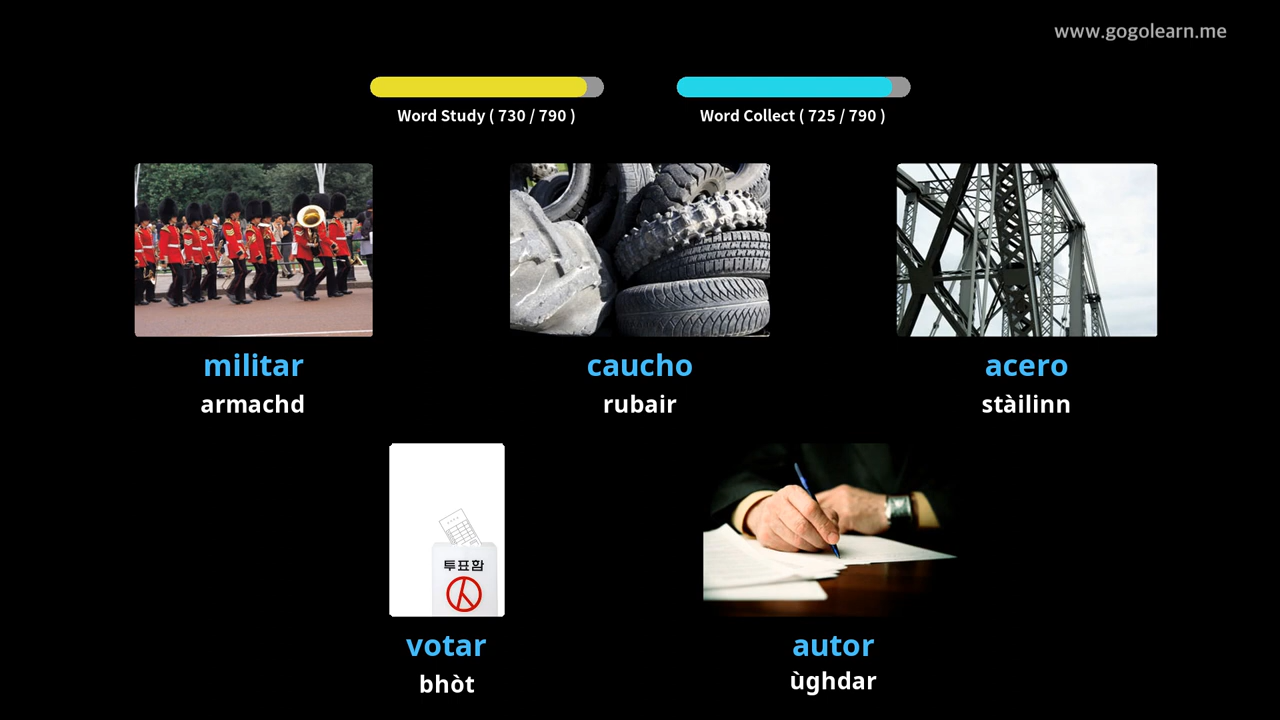 www.gogolearn.me
Word Study ( 730 / 790 )
Word Collect ( 725 / 790 )
militar
armachd
caucho
rubair
acero
stàilinn
투표함
votar
bhòt
autor
ùghdar